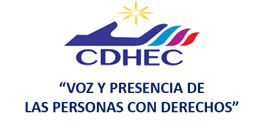 CDHEC
“VOZ Y PRESENCIA DE
LAS PERSONAS CON DERECHOS”